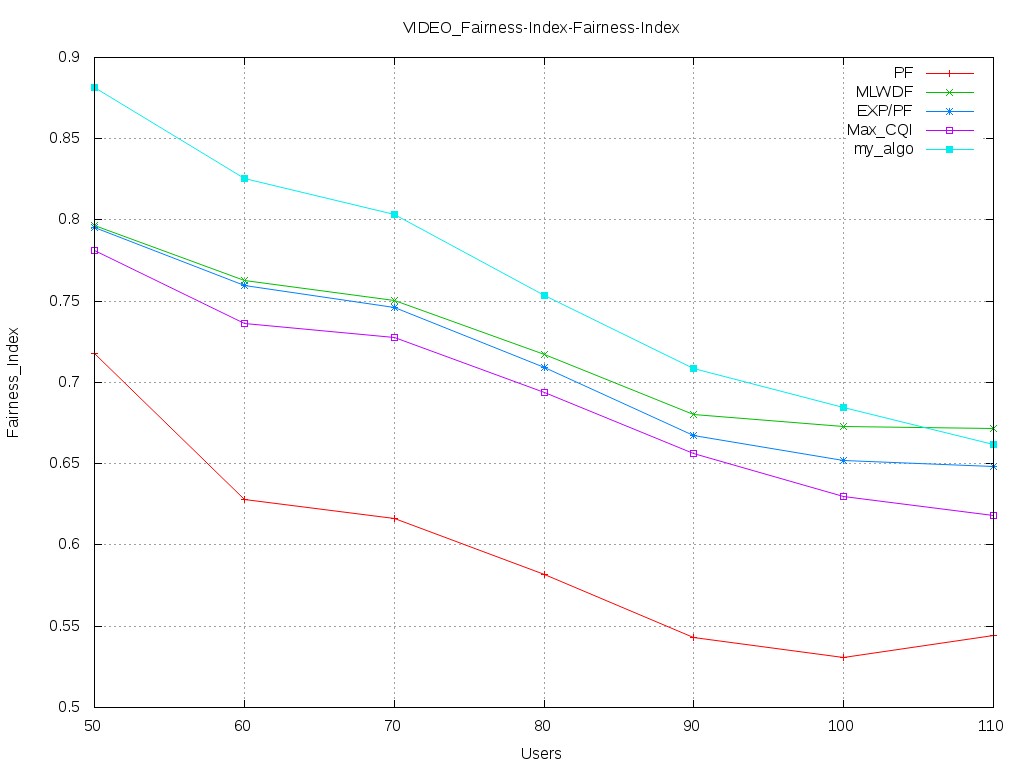 VIDEO_Fairness-Index-Fairness-Index
0.9
0.85
0.8
0.75
0.7
0.65
0.6
0.55
0.5
Fairness_Index
PF
MLWDF
EXP/PF
Max_CQI
my_algo
50 60 70 80 90 100 110
Users